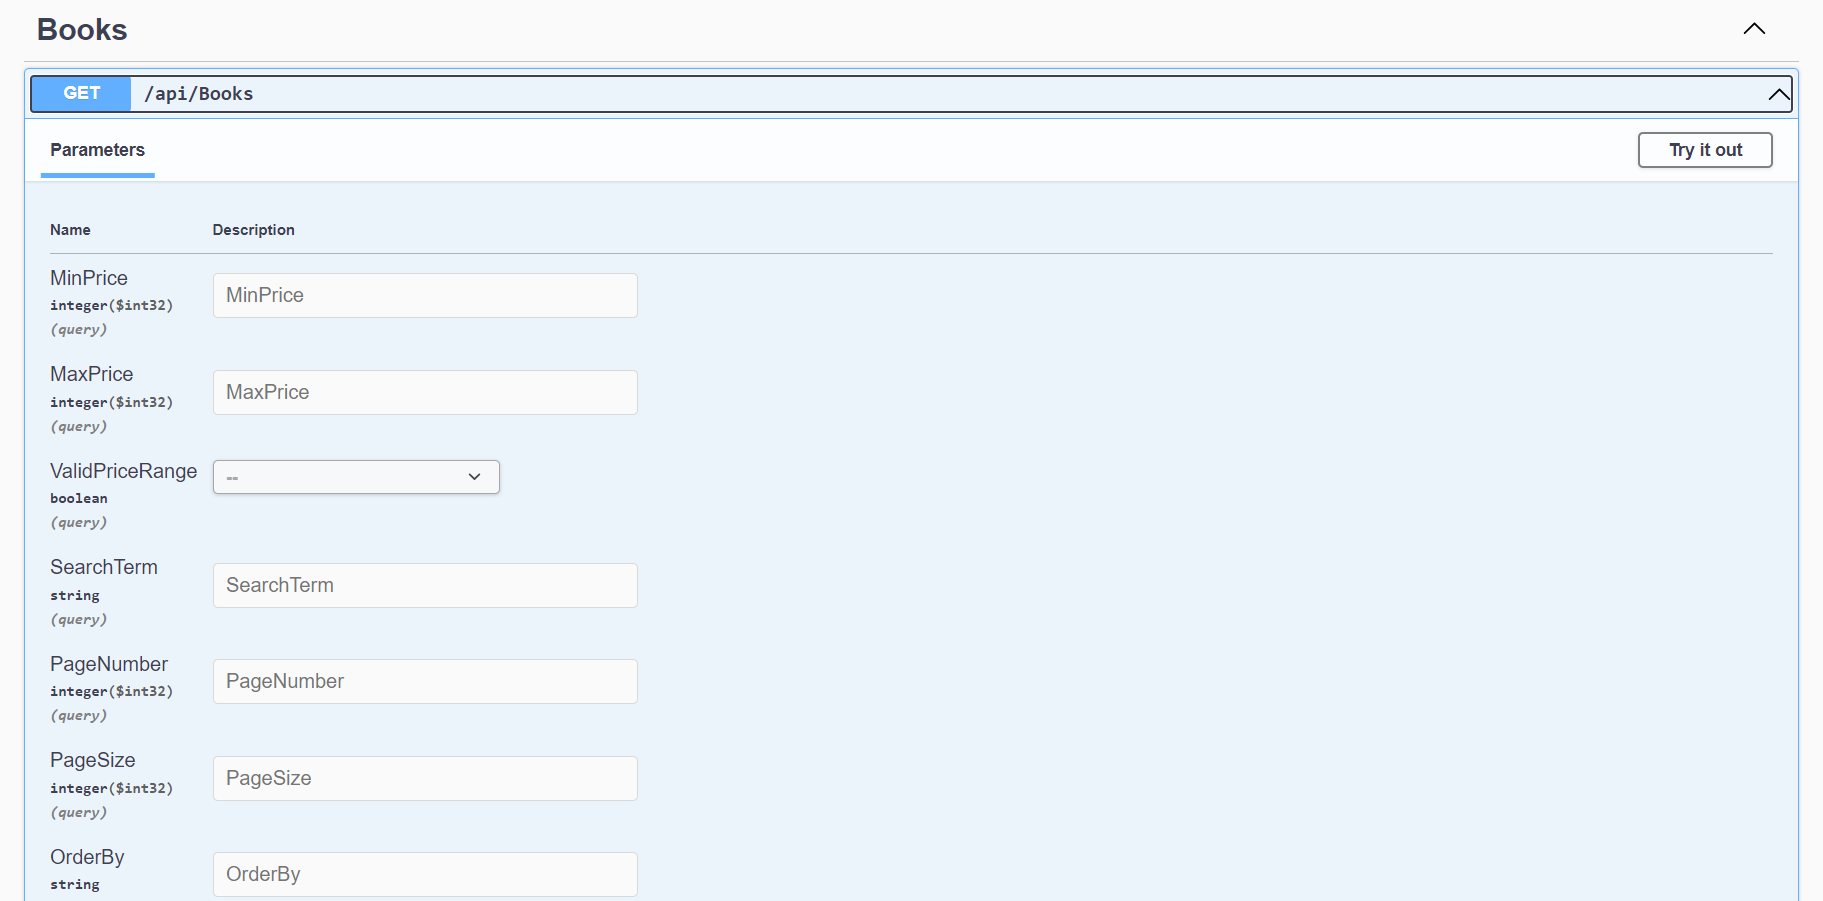 Books
GET /api/Books
Parameters
Try it out
Name Description
MinPrice
integer($int32)
(query)
MinPrice
MaxPrice
integer($int32)
(query)
MaxPrice
ValidPriceRange
boolean
(query)
--
SearchTerm
string
(query)
SearchTerm
PageNumber
integer($int32)
(query)
PageNumber
PageSize
integer($int32)
(query)
PageSize
OrderBy
string
OrderBy